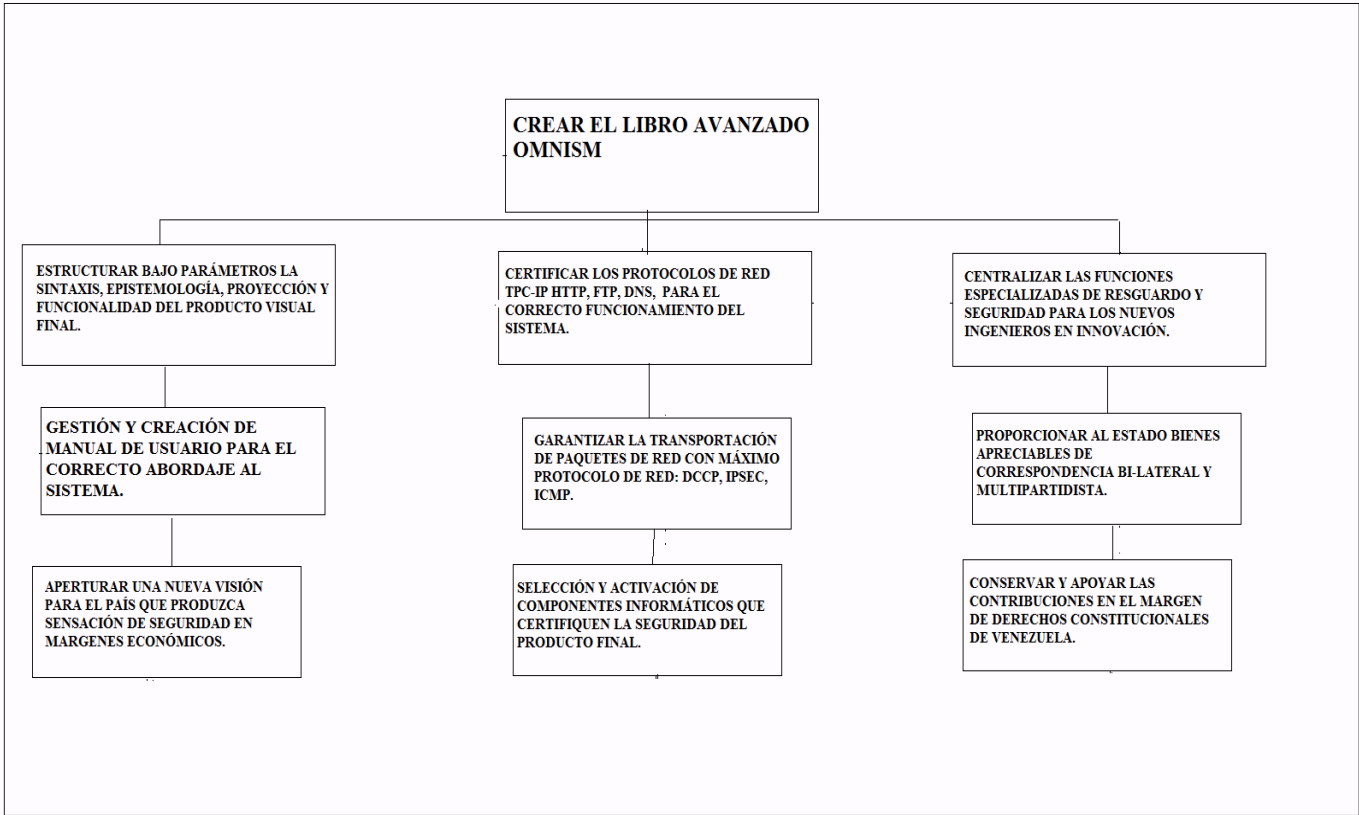 CREAR EL LIBRO AVANZADO
OMNISM
ESTRUCTURAR BAJO PARÁMETROS LA
SINTAXIS, EPISTEMOLOGÍA, PROYECCIÓN Y
FUNCIONALIDAD DEL PRODUCTO VISUAL
FINAL.
GESTIÓN Y CREACIÓN DE
MANUAL DE USUARIO PARA EL
CORRECTO ABORDAJE AL
SISTEMA.
APERTURAR UNA NUEVA VISIÓN
PARA EL PAÍS QUE PRODUZCA
SENSACIÓN DE SEGURIDAD EN
MARGENES ECONÓMICOS.
CERTIFICAR LOS PROTOCOLOS DE RED
TPC-IP HTTP, FTP, DNS, PARA EL
CORRECTO FUNCIONAMIENTO DEL
SISTEMA.
GARANTIZAR LA TRANSPORTACIÓN
DE PAQUETES DE RED CON MÁXIMO
PROTOCOLO DE RED: DCCP, IPSEC,
ICMP.
SELECCIÓN Y ACTIVACIÓN DE
COMPONENTES INFORMÁTICOS QUE
CERTIFIQUEN LA SEGURIDAD DEL
PRODUCTO FINAL.
CENTRALIZAR LAS FUNCIONES
ESPECIALIZADAS DE RESGUARDO Y
SEGURIDAD PARA LOS NUEVOS
INGENIEROS EN INNOVACIÓN.
PROPORCIONAR AL ESTADO BIENES
APRECIABLES DE
CORRESPONDENCIA BI-LATERAL Y
MULTIPARTIDISTA.
CONSERVAR Y APOYAR LAS
CONTRIBUCIONES EN EL MARGEN
DE DERECHOS CONSTITUCIONALES
DE VENEZUELA.